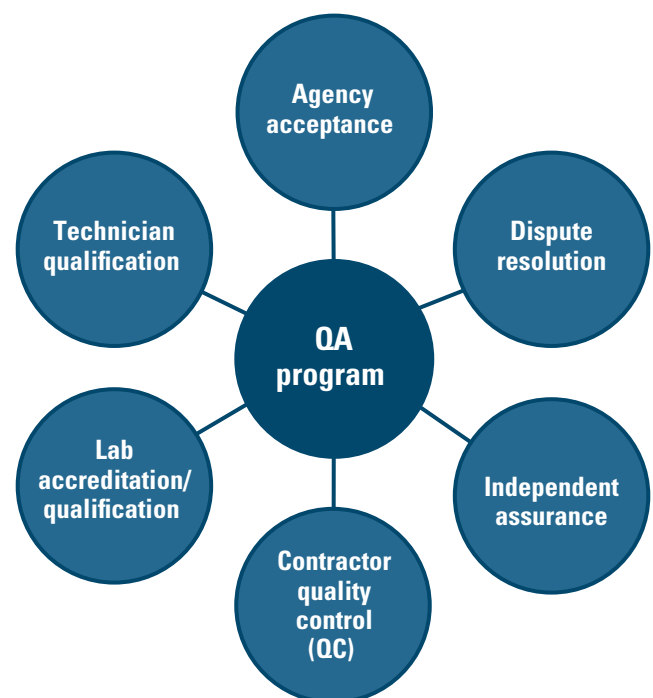 Agency
acceptance
Technician
qualification
Dispute
resolution
QA
program
Lab
accreditation/
qualification
Independent
assurance
Contractor
quality
control
(QC)